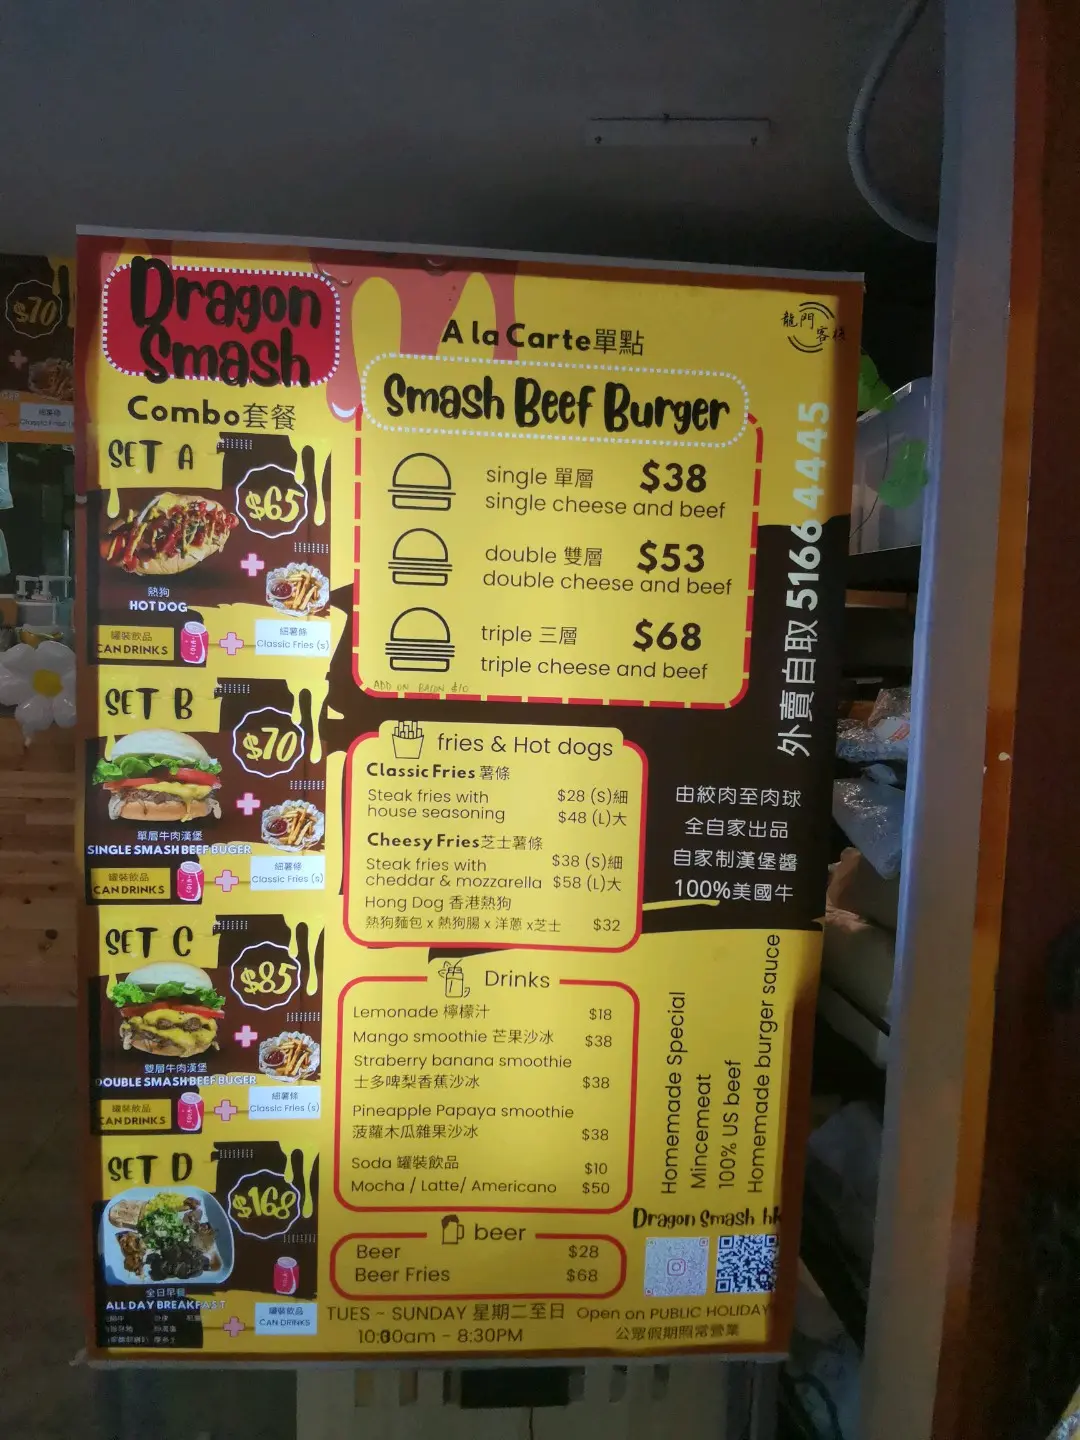 Dragon
Smash
Combo套餐
SET A
$65
熱狗
HOT DOG
罐裝飲品
CAN DRINKS
細薯條
Classic Fries (s)
SET B
$70
單層牛肉漢堡
SINGLE SMASH BEEF BUGER
罐裝飲品
CAN DRINKS
細薯條
Classic Fries (s)
SET C
$85
雙層牛肉漢堡
DOUBLE SMASH BEEF BUGER
罐裝飲品
CAN DRINKS
細薯條
Classic Fries (s)
SET D
$168
全日早餐
ALL DAY BREAKFAST
罐裝飲品
CAN DRINKS
A la Carte單點
Smash Beef Burger
single 單層 $38
single cheese and beef
double 雙層 $53
double cheese and beef
triple 三層 $68
triple cheese and beef
ADD ON BACON $10
fries & Hot dogs
Classic Fries 薯條
Steak fries with $28 (S)細
house seasoning $48 (L)大
Cheesy Fries芝士薯條
Steak fries with $38 (S)細
cheddar & mozzarella $58 (L)大
Hong Dog 香港熱狗
熱狗麵包 x 熱狗腸 x 洋蔥 x芝士 $32
Drinks
Lemonade 檸檬汁 $18
Mango smoothie 芒果沙冰 $38
Straberry banana smoothie
士多啤梨香蕉沙冰 $38
Pineapple Papaya smoothie
菠蘿木瓜雜果沙冰 $38
Soda 罐裝飲品 $10
Mocha / Latte/ Americano $50
beer
Beer $28
Beer Fries $68
TUES - SUNDAY 星期二至日 Open on PUBLIC HOLIDAY
10:00am - 8:30PM 公眾假期照常營業
龍門客棧
外賣自取 5166 4445
由絞肉至肉球
全自家出品
自家制漢堡醬
100%美國牛
Homemade Special
Mincemeat
100% US beef
Homemade burger sauce
Dragon Smash hk
$70
Classic Fries